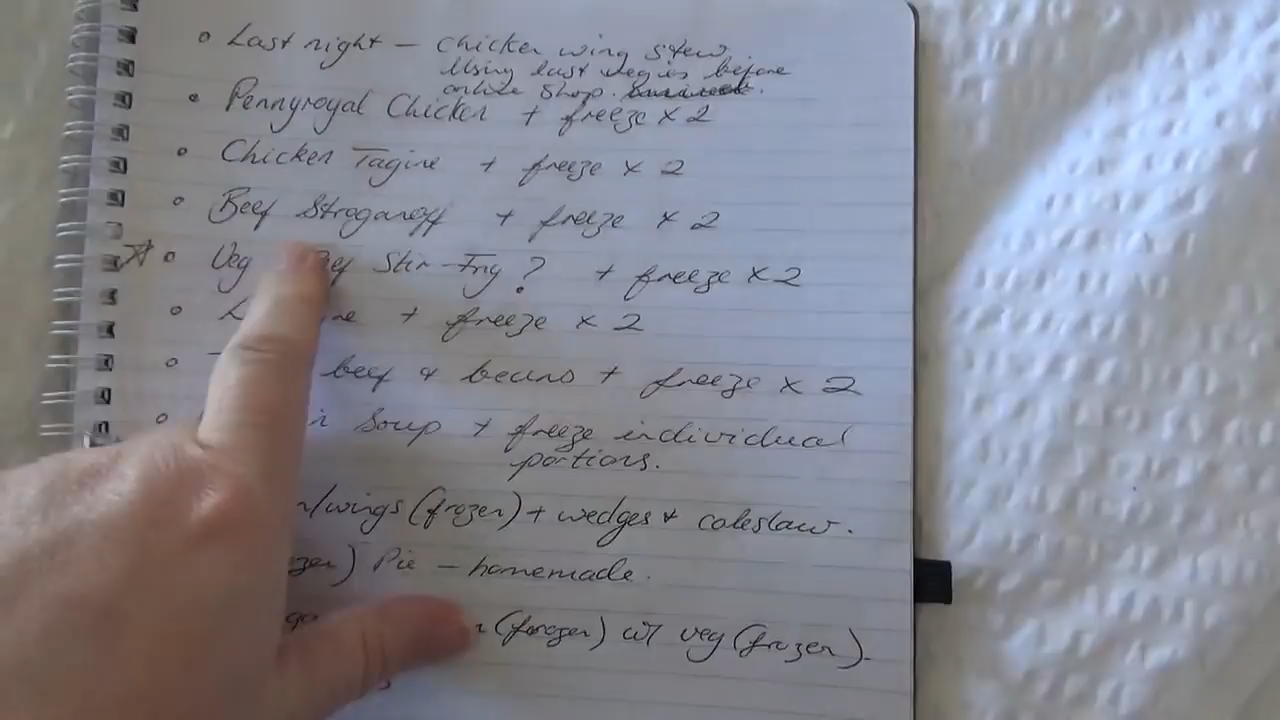 Last night – chicken wing stew
Using last vegies before
online shop.
Pennyroyal Chicken + freeze x 2
Chicken Tagine + freeze x 2
Beef Stroganoff + freeze x 2
Veg Beef Stir-Fry? + freeze x 2
+ freeze x 2
beef & beans + freeze x 2
Soup + freeze individual
portions.
/wings (frozen) + wedges & coleslaw.
Pie – homemade.
(frozen) w/ veg (frozen).